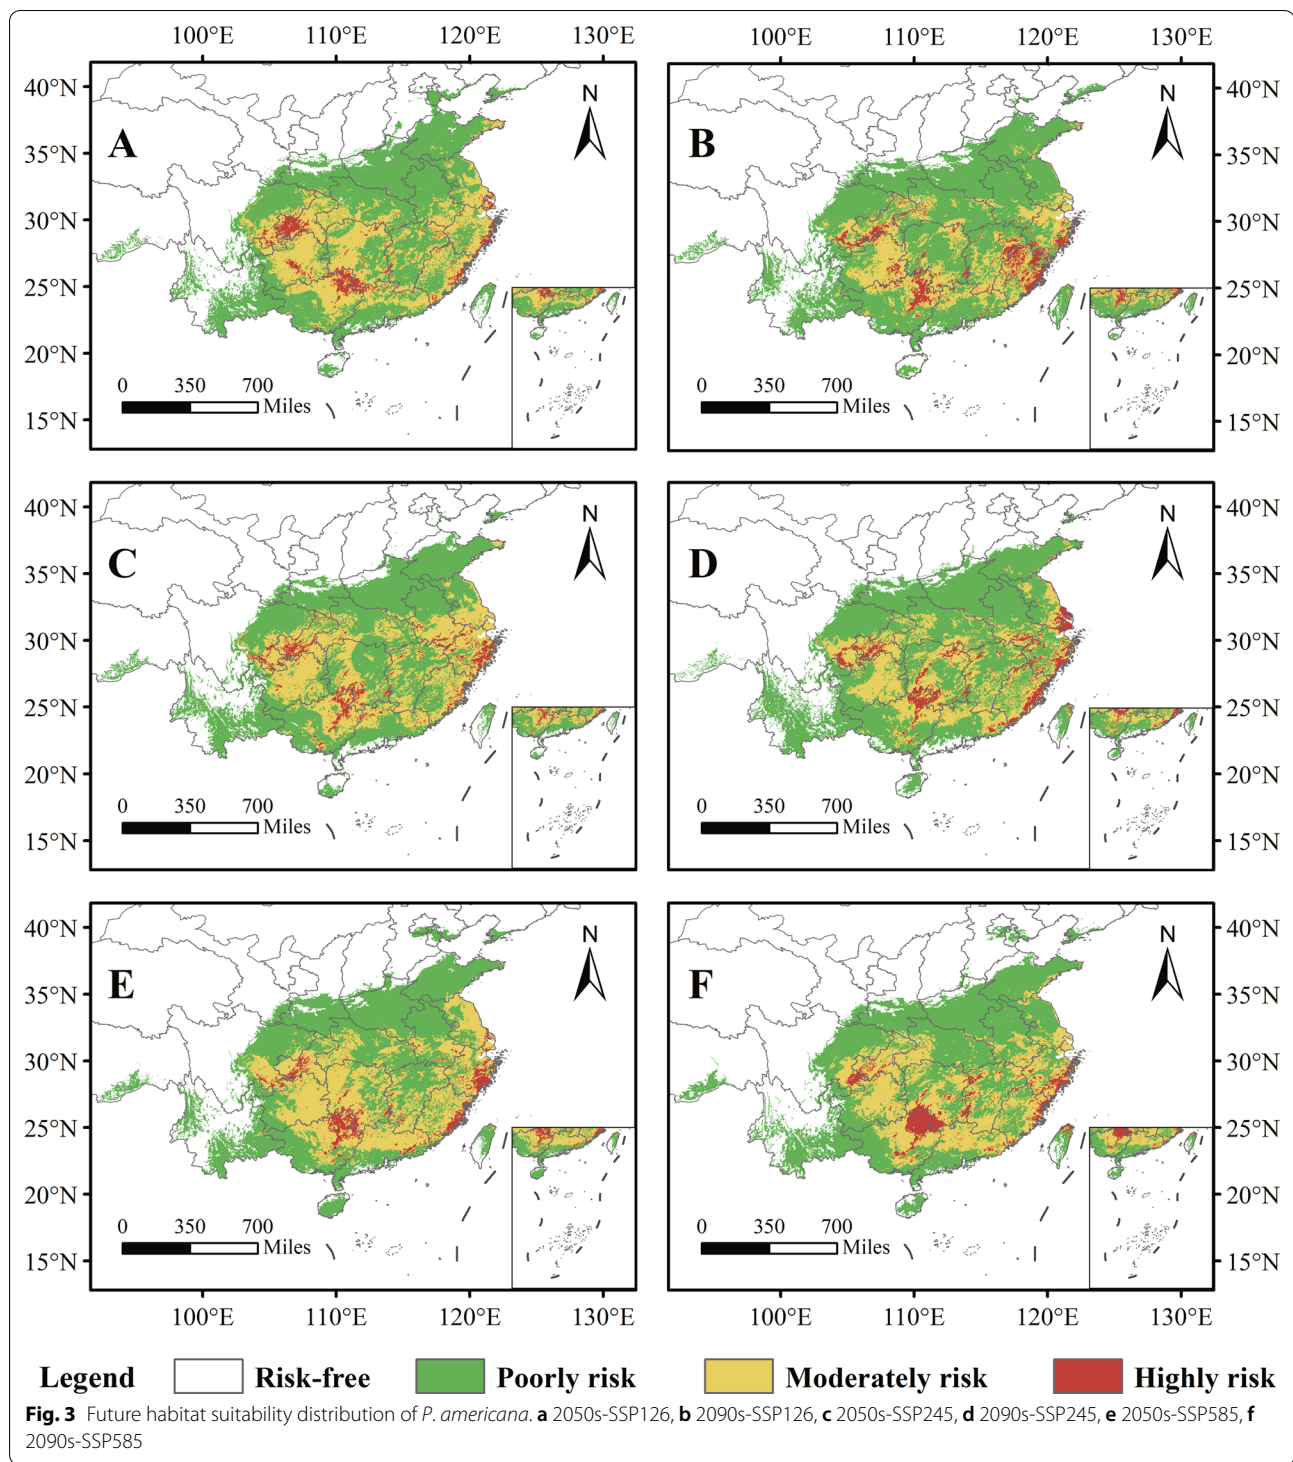 100°E 110°E 120°E 130°E 100°E 110°E 120°E 130°E
40°N N N 40°N
A B
35°N 35°N
30°N 30°N
25°N 25°N
20°N 20°N
0 350 700 0 350 700
Miles Miles
15°N 15°N
40°N N N 40°N
C D
35°N 35°N
30°N 30°N
25°N 25°N
20°N 20°N
0 350 700 0 350 700
Miles Miles
15°N 15°N
40°N N N 40°N
E F
35°N 35°N
30°N 30°N
25°N 25°N
20°N 20°N
0 350 700 0 350 700
Miles Miles
15°N 15°N
100°E 110°E 120°E 130°E 100°E 110°E 120°E 130°E
Legend Risk-free Poorly risk Moderately risk Highly risk
Fig. 3 Future habitat suitability distribution of P. americana. a 2050s-SSP126, b 2090s-SSP126, c 2050s-SSP245, d 2090s-SSP245, e 2050s-SSP585, f
2090s-SSP585